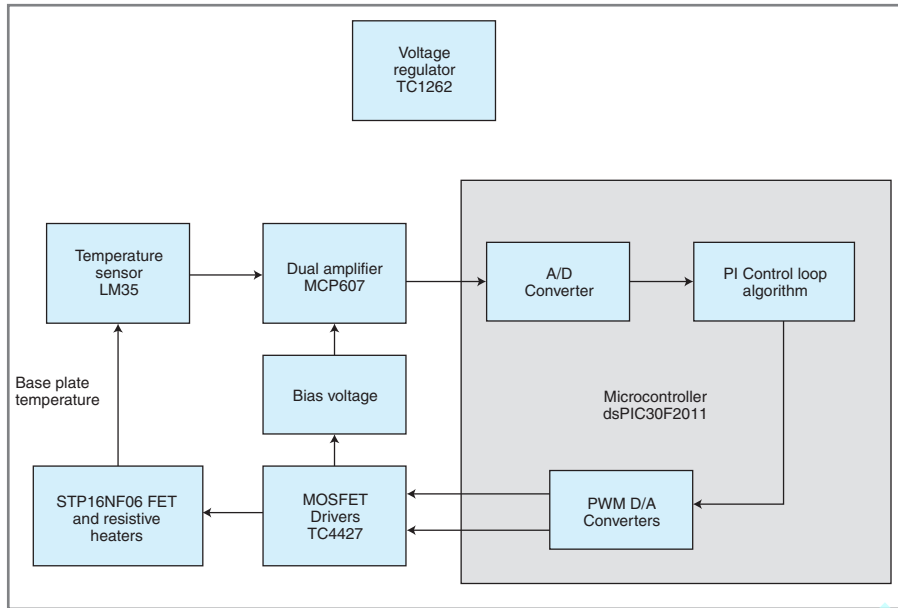 Voltage
regulator
TC1262
Temperature
sensor
LM35
Dual amplifier
MCP607
A/D
Converter
PI Control loop
algorithm
Base plate
temperature
Bias voltage
Microcontroller
dsPIC30F2011
STP16NF06 FET
and resistive
heaters
MOSFET
Drivers
TC4427
PWM D/A
Converters